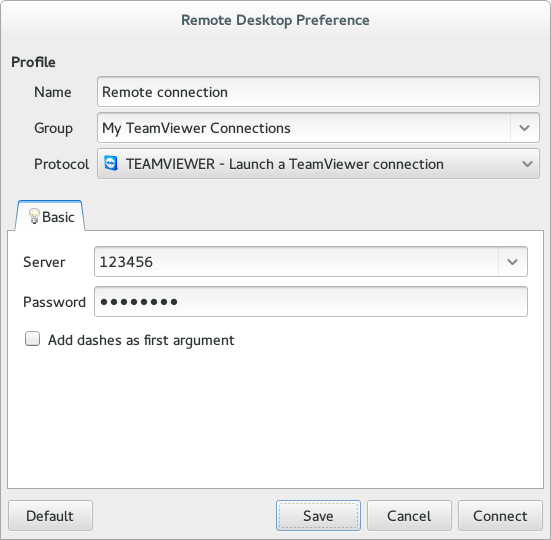 Remote Desktop Preference
Profile
Name Remote connection
Group My TeamViewer Connections
Protocol TEAMVIEWER - Launch a TeamViewer connection
Basic
Server 123456
Password ●●●●●●●●
Add dashes as first argument
Default Save Cancel Connect